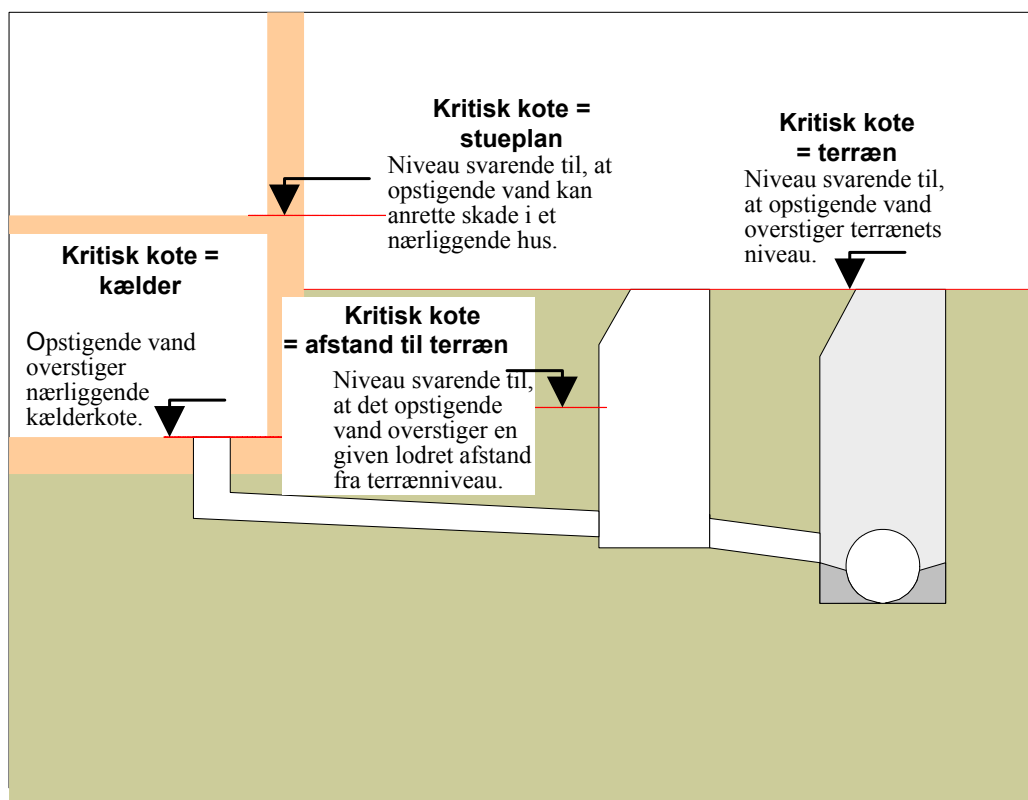 Kritisk kote =
stueplan
Niveau svarende til, at
opstigende vand kan
anrette skade i et
nærliggende hus.
Kritisk kote
= terræn
Niveau svarende til,
at opstigende vand
overstiger terrænets
niveau.
Kritisk kote =
kælder
Opstigende vand
overstiger
nærliggende
kælderkote.
Kritisk kote
= afstand til terræn
Niveau svarende til,
at det opstigende
vand overstiger en
given lodret afstand
fra terrænniveau.